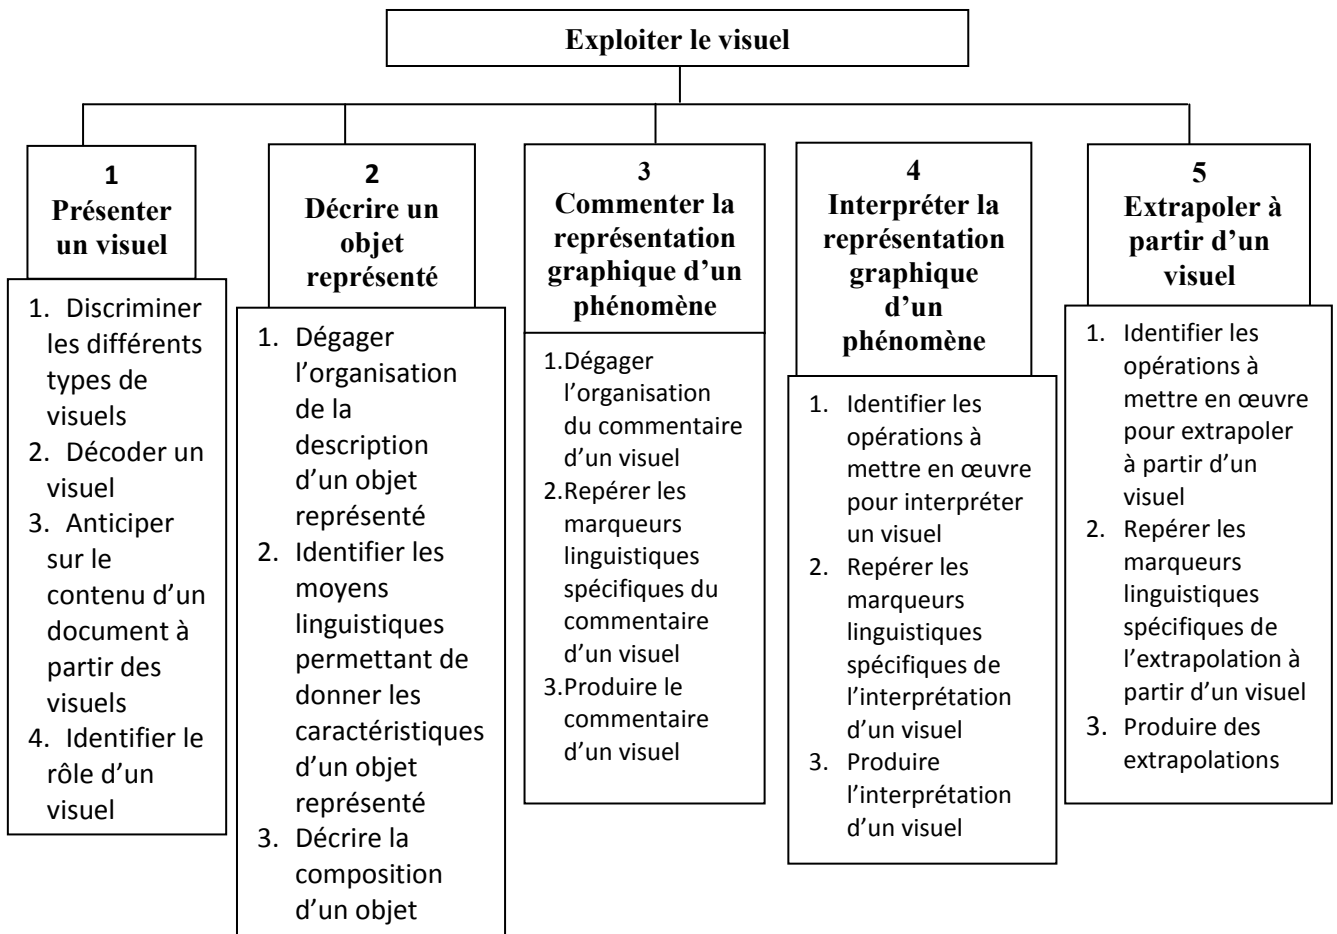 Exploiter le visuel
1
Présenter
un visuel
1. Discriminer
les différents
types de
visuels
2. Décoder un
visuel
3. Anticiper
sur le
contenu d’un
document à
partir des
visuels
4. Identifier le
rôle d’un
visuel
2
Décrire un
objet
représenté
1. Dégager
l’organisation
de la
description
d’un objet
représenté
2. Identifier les
moyens
linguistiques
permettant de
donner les
caractéristiques
d’un objet
représenté
3. Décrire la
composition
d’un objet
3
Commenter la
représentation
graphique d’un
phénomène
1.Dégager
l’organisation
du commentaire
d’un visuel
2.Repérer les
marqueurs
linguistiques
spécifiques du
commentaire
d’un visuel
3.Produire le
commentaire
d’un visuel
4
Interpréter la
représentation
graphique
d’un
phénomène
1. Identifier les
opérations à
mettre en œuvre
pour interpréter
un visuel
2. Repérer les
marqueurs
linguistiques
spécifiques de
l’interprétation
d’un visuel
3. Produire
l’interprétation
d’un visuel
5
Extrapoler à
partir d’un
visuel
1. Identifier les
opérations à
mettre en œuvre
pour extrapoler
à partir d’un
visuel
2. Repérer les
marqueurs
linguistiques
spécifiques de
l’extrapolation à
partir d’un visuel
3. Produire des
extrapolations